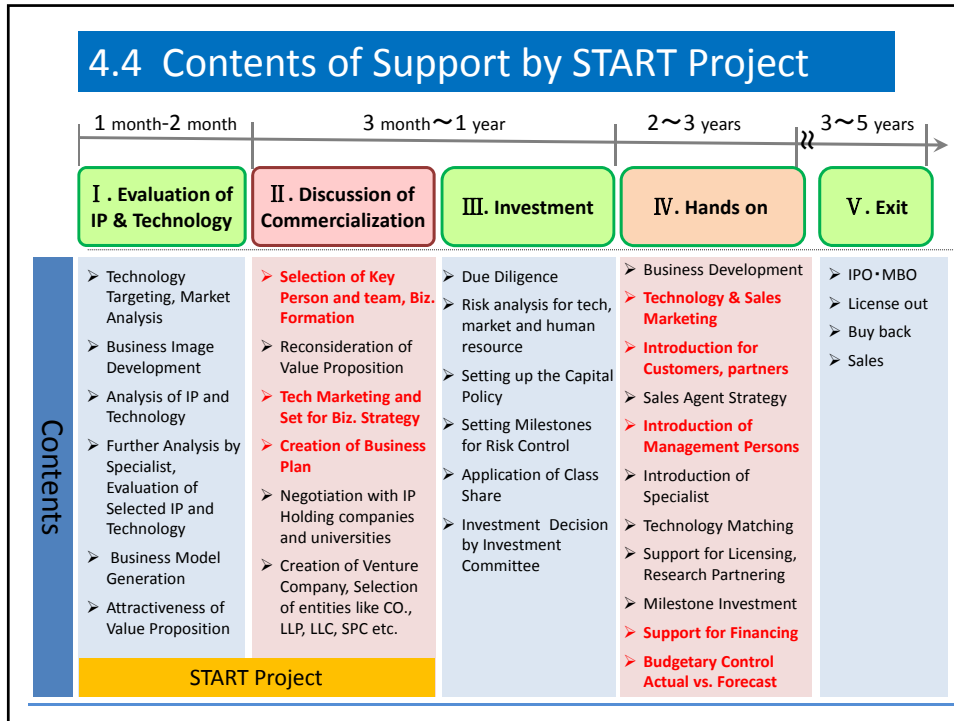 4.4 Contents of Support by START Project
1 month-2 month
3 month～1 year
2～3 years
3～5 years
Ⅰ. Evaluation of
IP & Technology
Ⅱ. Discussion of
Commercialization
Ⅲ. Investment
Ⅳ. Hands on
Ⅴ. Exit
Contents
➢ Technology
Targeting, Market
Analysis
➢ Business Image
Development
➢ Analysis of IP and
Technology
➢ Further Analysis by
Specialist,
Evaluation of
Selected IP and
Technology
➢ Business Model
Generation
➢ Attractiveness of
Value Proposition
➢ Selection of Key
Person and team, Biz.
Formation
➢ Reconsideration of
Value Proposition
➢ Tech Marketing and
Set for Biz. Strategy
➢ Creation of Business
Plan
➢ Negotiation with IP
Holding companies
and universities
➢ Creation of Venture
Company, Selection
of entities like CO.,
LLP, LLC, SPC etc.
START Project
➢ Due Diligence
➢ Risk analysis for tech,
market and human
resource
➢ Setting up the Capital
Policy
➢ Setting Milestones
for Risk Control
➢ Application of Class
Share
➢ Investment Decision
by Investment
Committee
➢ Business Development
➢ Technology & Sales
Marketing
➢ Introduction for
Customers, partners
➢ Sales Agent Strategy
➢ Introduction of
Management Persons
➢ Introduction of
Specialist
➢ Technology Matching
➢ Support for Licensing,
Research Partnering
➢ Milestone Investment
➢ Support for Financing
➢ Budgetary Control
Actual vs. Forecast
➢ IPO・MBO
➢ License out
➢ Buy back
➢ Sales